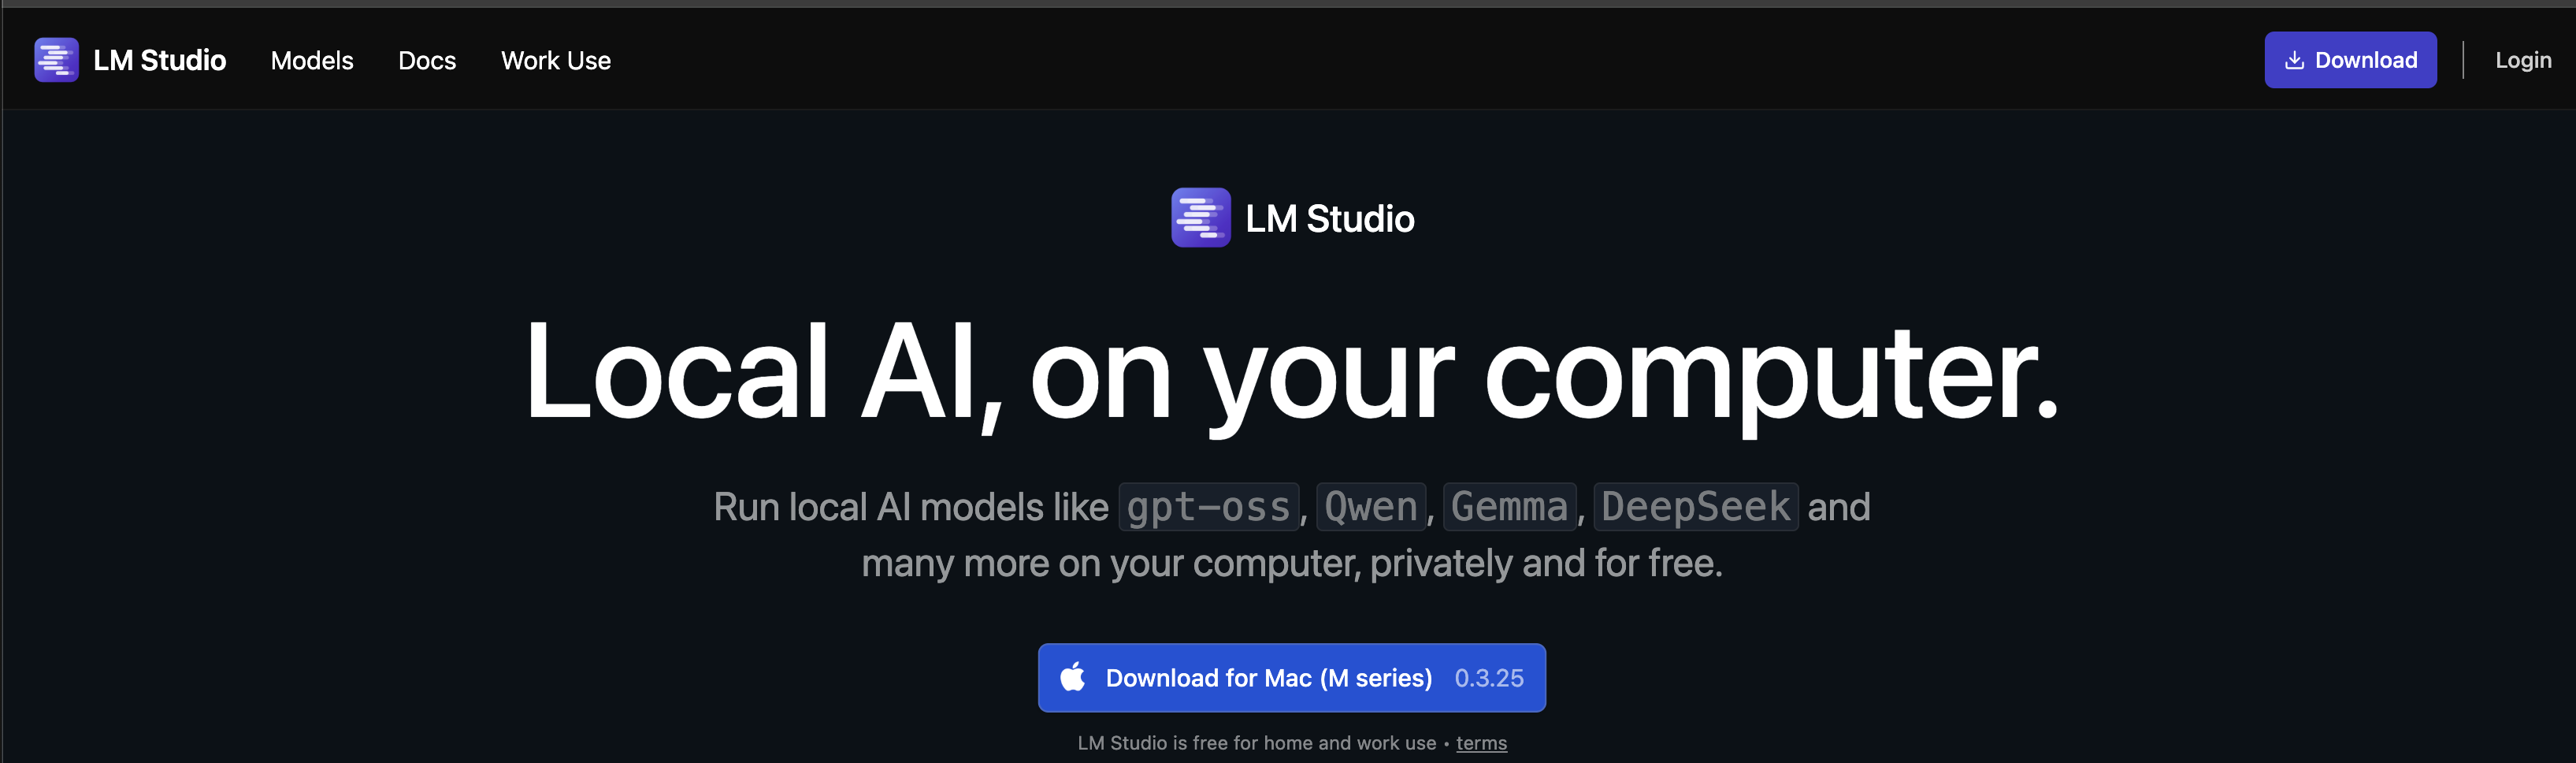 LM Studio Models Docs Work Use Download Login
LM Studio
Local AI, on your computer.
Run local AI models like gpt-oss, Qwen, Gemma, DeepSeek and
many more on your computer, privately and for free.
Download for Mac (M series) 0.3.25
LM Studio is free for home and work use • terms